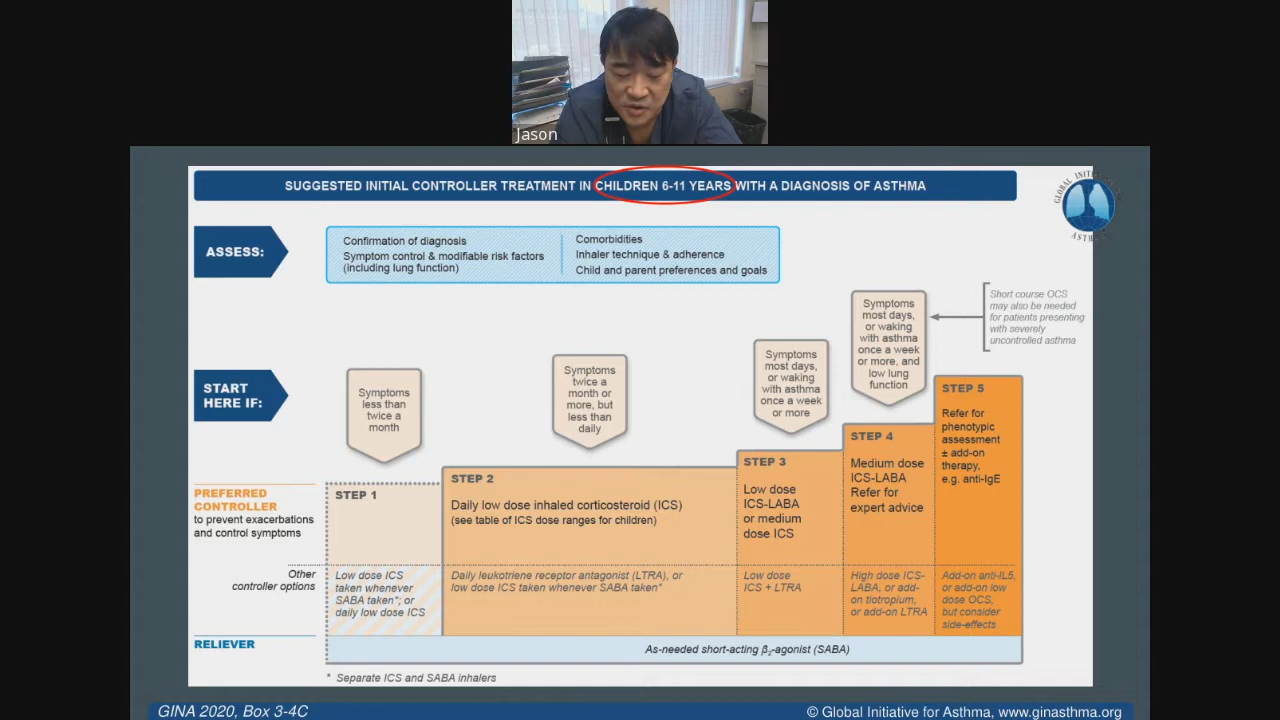 Jason
SUGGESTED INITIAL CONTROLLER TREATMENT IN CHILDREN 6-11 YEARS WITH A DIAGNOSIS OF ASTHMA
GLOBAL INITIATIVE FOR
ASTHMA
ASSESS:
Confirmation of diagnosis
Symptom control & modifiable risk factors
(including lung function)
Comorbidities
Inhaler technique & adherence
Child and parent preferences and goals
START
HERE IF:
Symptoms
less than
twice a
month
Symptoms
twice a
month or
more, but
less than
daily
Symptoms
most days,
or waking
with asthma
once a week
or more
Symptoms
most days,
or waking
with asthma
once a week
or more, and
low lung
function
Short course OCS
may also be needed
for patients presenting
with severely
uncontrolled asthma
PREFERRED
CONTROLLER
to prevent exacerbations
and control symptoms
STEP 1
STEP 2
Daily low dose inhaled corticosteroid (ICS)
(see table of ICS dose ranges for children)
STEP 3
Low dose
ICS-LABA
or medium
dose ICS
STEP 4
Medium dose
ICS-LABA
Refer for
expert advice
STEP 5
Refer for
phenotypic
assessment
± add-on
therapy,
e.g. anti-IgE
Other
controller options
Low dose ICS
taken whenever
SABA taken*; or
daily low dose ICS
Daily leukotriene receptor antagonist (LTRA), or
low dose ICS taken whenever SABA taken*
Low dose
ICS + LTRA
High dose ICS-
LABA, or add-
on tiotropium,
or add-on LTRA
Add-on anti-IL5,
or add-on low
dose OCS,
but consider
side-effects
RELIEVER
As-needed short-acting β₂-agonist (SABA)
* Separate ICS and SABA inhalers
GINA 2020, Box 3-4C
© Global Initiative for Asthma, www.ginasthma.org